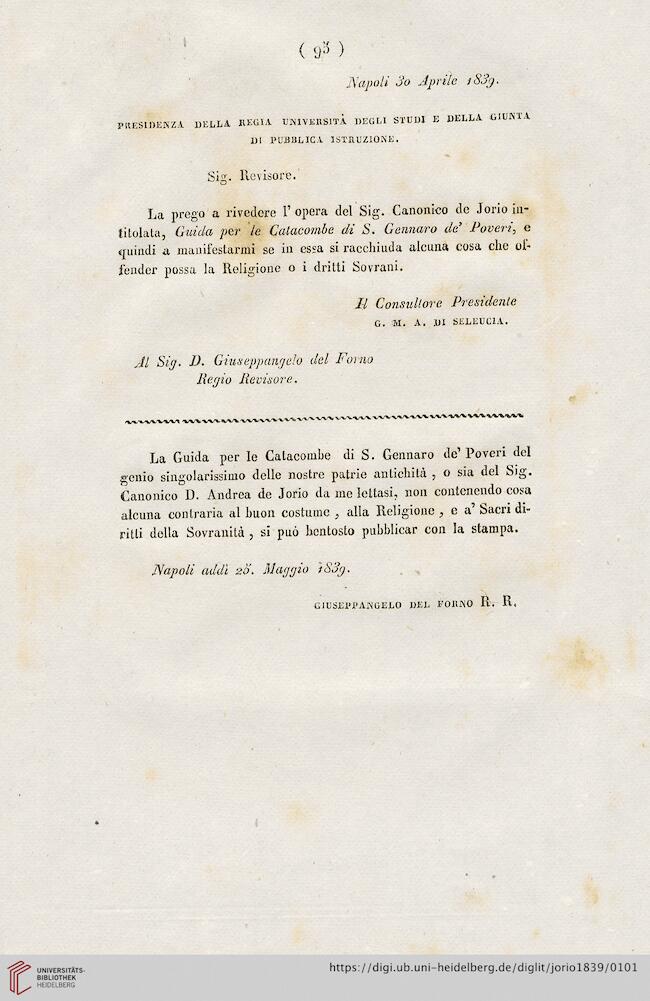 ( 93 )
Napoli 30 Aprile 1839.
PRESIDENZA DELLA REGIA UNIVERSITÀ DEGLI STUDI E DELLA GIUNTA
DI PUBBLICA ISTRUZIONE.
Sig. Revisore.
La prego a rivedere l' opera del Sig. Canonico de Jorio in-
titolata, Guida per le Catacombe di S. Gennaro de' Poveri, e
quindi a manifestarmi se in essa si racchiuda alcuna cosa che of-
fender possa la Religione o i dritti Sovrani.
Il Consultore Presidente
G. M. A. DI SELEUCIA.
Al Sig. D. Giuseppangelo del Forno
Regio Revisore.
La Guida per le Catacombe di S. Gennaro de' Poveri del
genio singolarissimo delle nostre patrie antichità , o sia del Sig.
Canonico D. Andrea de Jorio da me lettasi, non contenendo cosa
alcuna contraria al buon costume , alla Religione , e a' Sacri di-
ritti della Sovranità , si può bentosto pubblicar con la stampa.
Napoli addì 25. Maggio 1839.
GIUSEPPANGELO DEL FORNO R. R.
UNIVERSITÄTS-
BIBLIOTHEK
HEIDELBERG
https://digi.ub.uni-heidelberg.de/diglit/jorio1839/0101